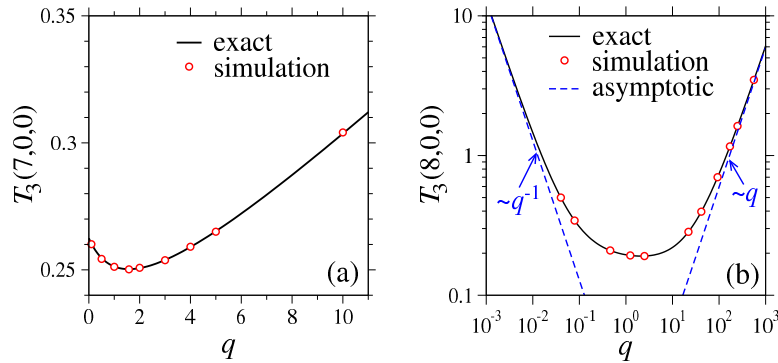 T₃(7,0,0)
0.35
0.3
0.25
exact
simulation
(a)
0 2 4 6 8 10
q
T₃(8,0,0)
10
1
0.1
exact
simulation
asymptotic
~q⁻¹
~q
(b)
10⁻³ 10⁻² 10⁻¹ 10⁰ 10¹ 10² 10³
q